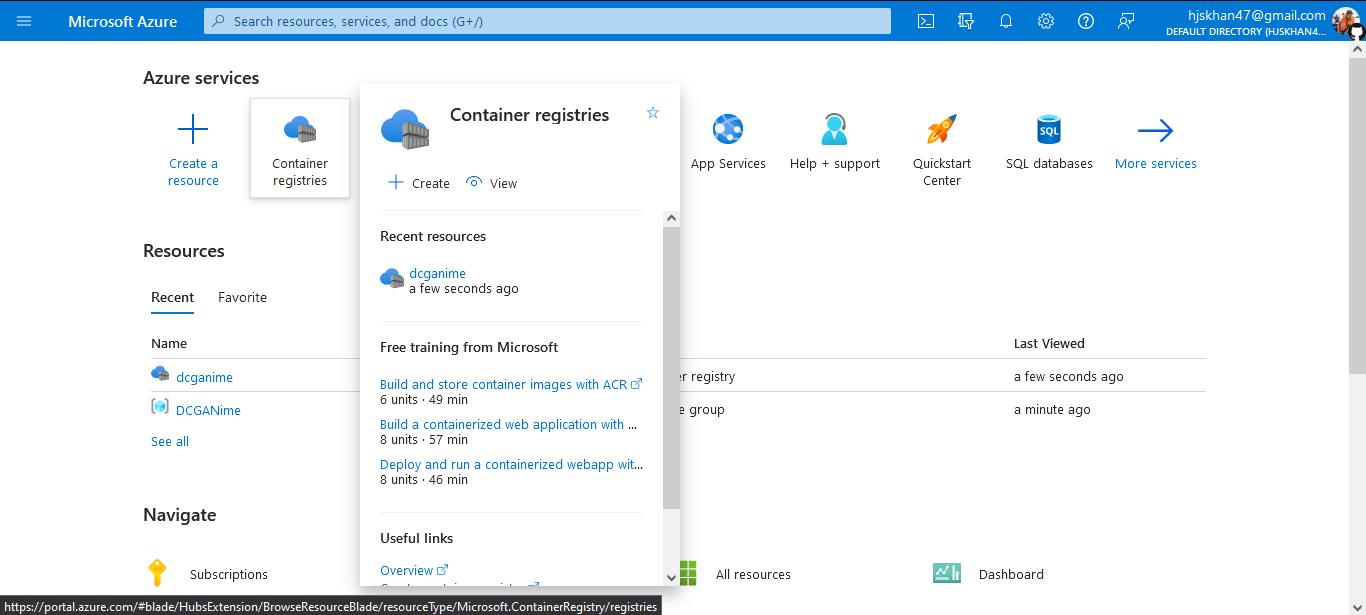 Microsoft Azure
Search resources, services, and docs (G+/)
hjskhan47@gmail.com
DEFAULT DIRECTORY (HJSKHAN4...
Azure services
Create a
resource
Container
registries
Container registries
Create
View
Recent resources
dcganime
a few seconds ago
Free training from Microsoft
Build and store container images with ACR
6 units · 49 min
Build a containerized web application with ...
8 units · 57 min
Deploy and run a containerized webapp wit...
8 units · 46 min
Useful links
Overview
App Services
Help + support
Quickstart
Center
SQL
SQL databases
More services
Resources
Recent
Favorite
Name
Last Viewed
dcganime
r registry
a few seconds ago
DCGANime
e group
a minute ago
See all
Navigate
Subscriptions
All resources
Dashboard
https://portal.azure.com/#blade/HubsExtension/BrowseResourceBlade/resourceType/Microsoft.ContainerRegistry/registries